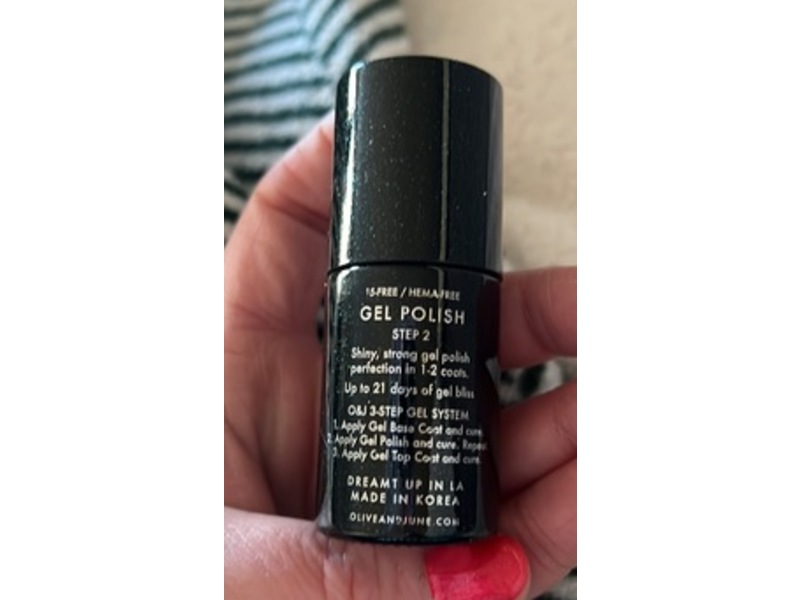 15-FREE / HEMA-FREE
GEL POLISH
STEP 2
Shiny, strong gel polish
perfection in 1-2 coats.
Up to 21 days of gel bliss
O&J 3-STEP GEL SYSTEM
1. Apply Gel Base Coat and cure.
2. Apply Gel Polish and cure. Repeat
3. Apply Gel Top Coat and cure.
DREAMT UP IN LA
MADE IN KOREA
OLIVEANDJUNE.COM